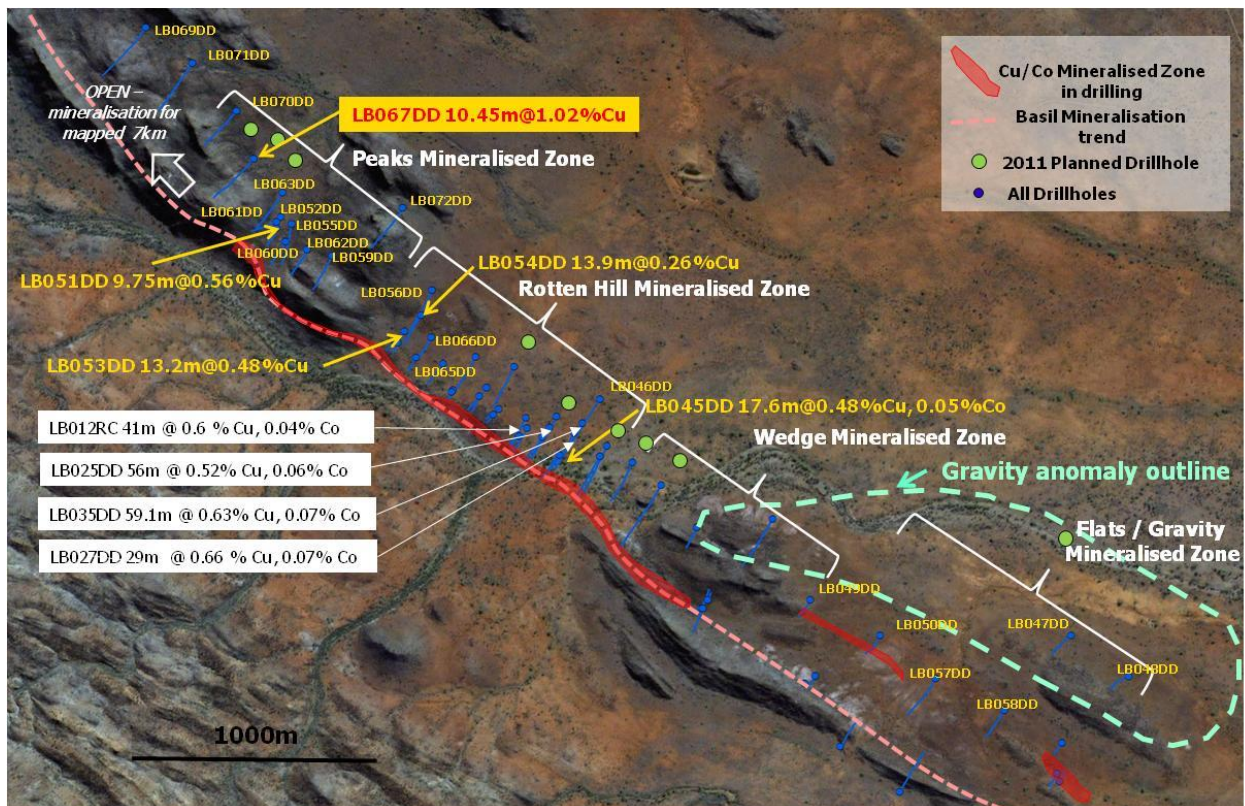 LB069DD
LB071DD
OPEN –
mineralisation for
mapped 7km
LB070DD
LB067DD 10.45m@1.02%Cu
Peaks Mineralised Zone
Cu/Co Mineralised Zone
in drilling
Basil Mineralisation
trend
2011 Planned Drillhole
All Drillholes
LB063DD
LB061DD
LB052DD
LB055DD
LB072DD
LB060DD
LB062DD
LB059DD
LB051DD 9.75m@0.56%Cu
LB054DD 13.9m@0.26%Cu
Rotten Hill Mineralised Zone
LB056DD
LB066DD
LB053DD 13.2m@0.48%Cu
LB065DD
LB046DD
LB045DD 17.6m@0.48%Cu, 0.05%Co
Wedge Mineralised Zone
LB012RC 41m @ 0.6 % Cu, 0.04% Co
LB025DD 56m @ 0.52% Cu, 0.06% Co
LB035DD 59.1m @ 0.63% Cu, 0.07% Co
LB027DD 29m @ 0.66 % Cu, 0.07% Co
Gravity anomaly outline
Flats / Gravity
Mineralised Zone
LB049DD
LB050DD
LB047DD
LB057DD
LB048DD
LB058DD
1000m